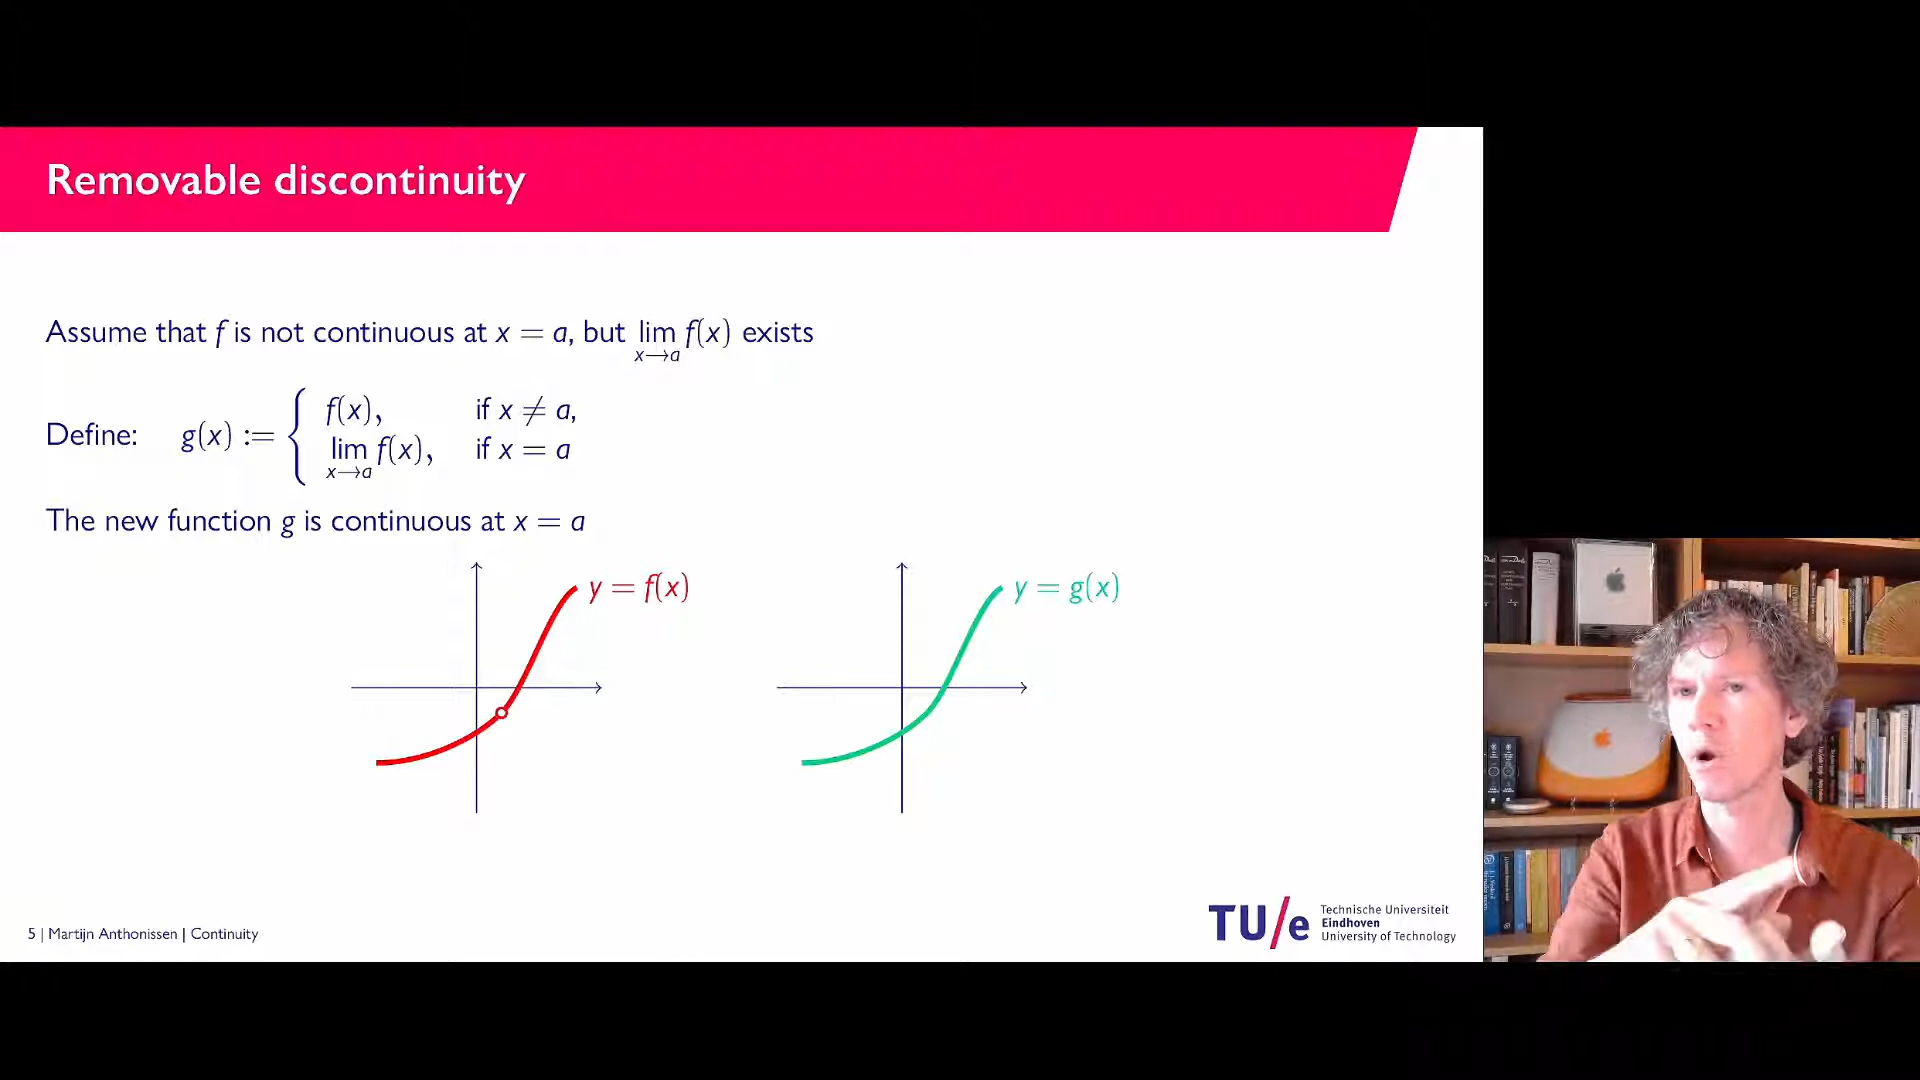 Removable discontinuity
Assume that f is not continuous at x = a, but lim x→a f(x) exists
Define: g(x) := { f(x), if x ≠ a,
lim x→a f(x), if x = a
The new function g is continuous at x = a
y = f(x)
y = g(x)
5 | Martijn Anthonissen | Continuity
TU/e
Technische Universiteit
Eindhoven
University of Technology